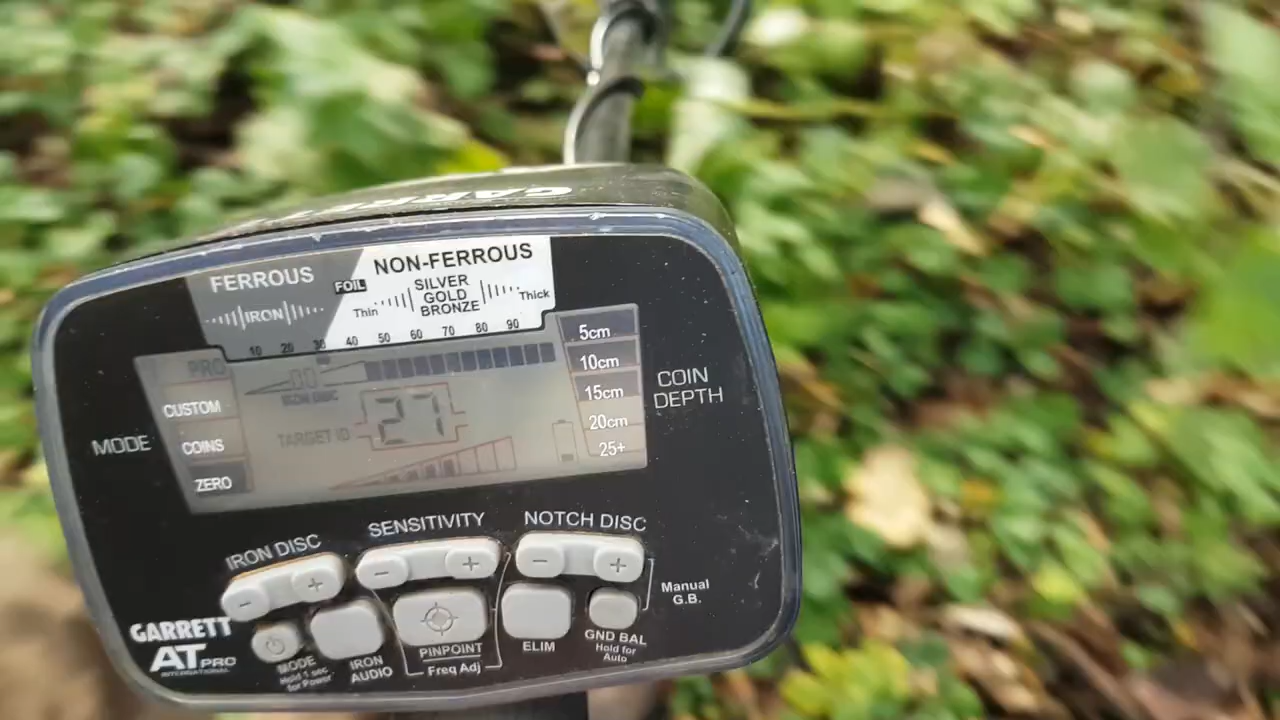 GARRETT
FERROUS
FOIL
NON-FERROUS
IRON
Thin
SILVER
GOLD
BRONZE
Thick
10 20 30 40 50 60 70 80 90
PRO
CUSTOM
COINS
ZERO
MODE
00
IRON DISC
TARGET ID
27
5cm
10cm
15cm
20cm
25+
COIN
DEPTH
IRON DISC
SENSITIVITY
NOTCH DISC
- +
- +
- +
Manual
G.B.
GARRETT
AT PRO
INTERNATIONAL
MODE
Hold 1 sec
for Power
IRON
AUDIO
PINPOINT
Freq Adj
ELIM
GND BAL
Hold for
Auto